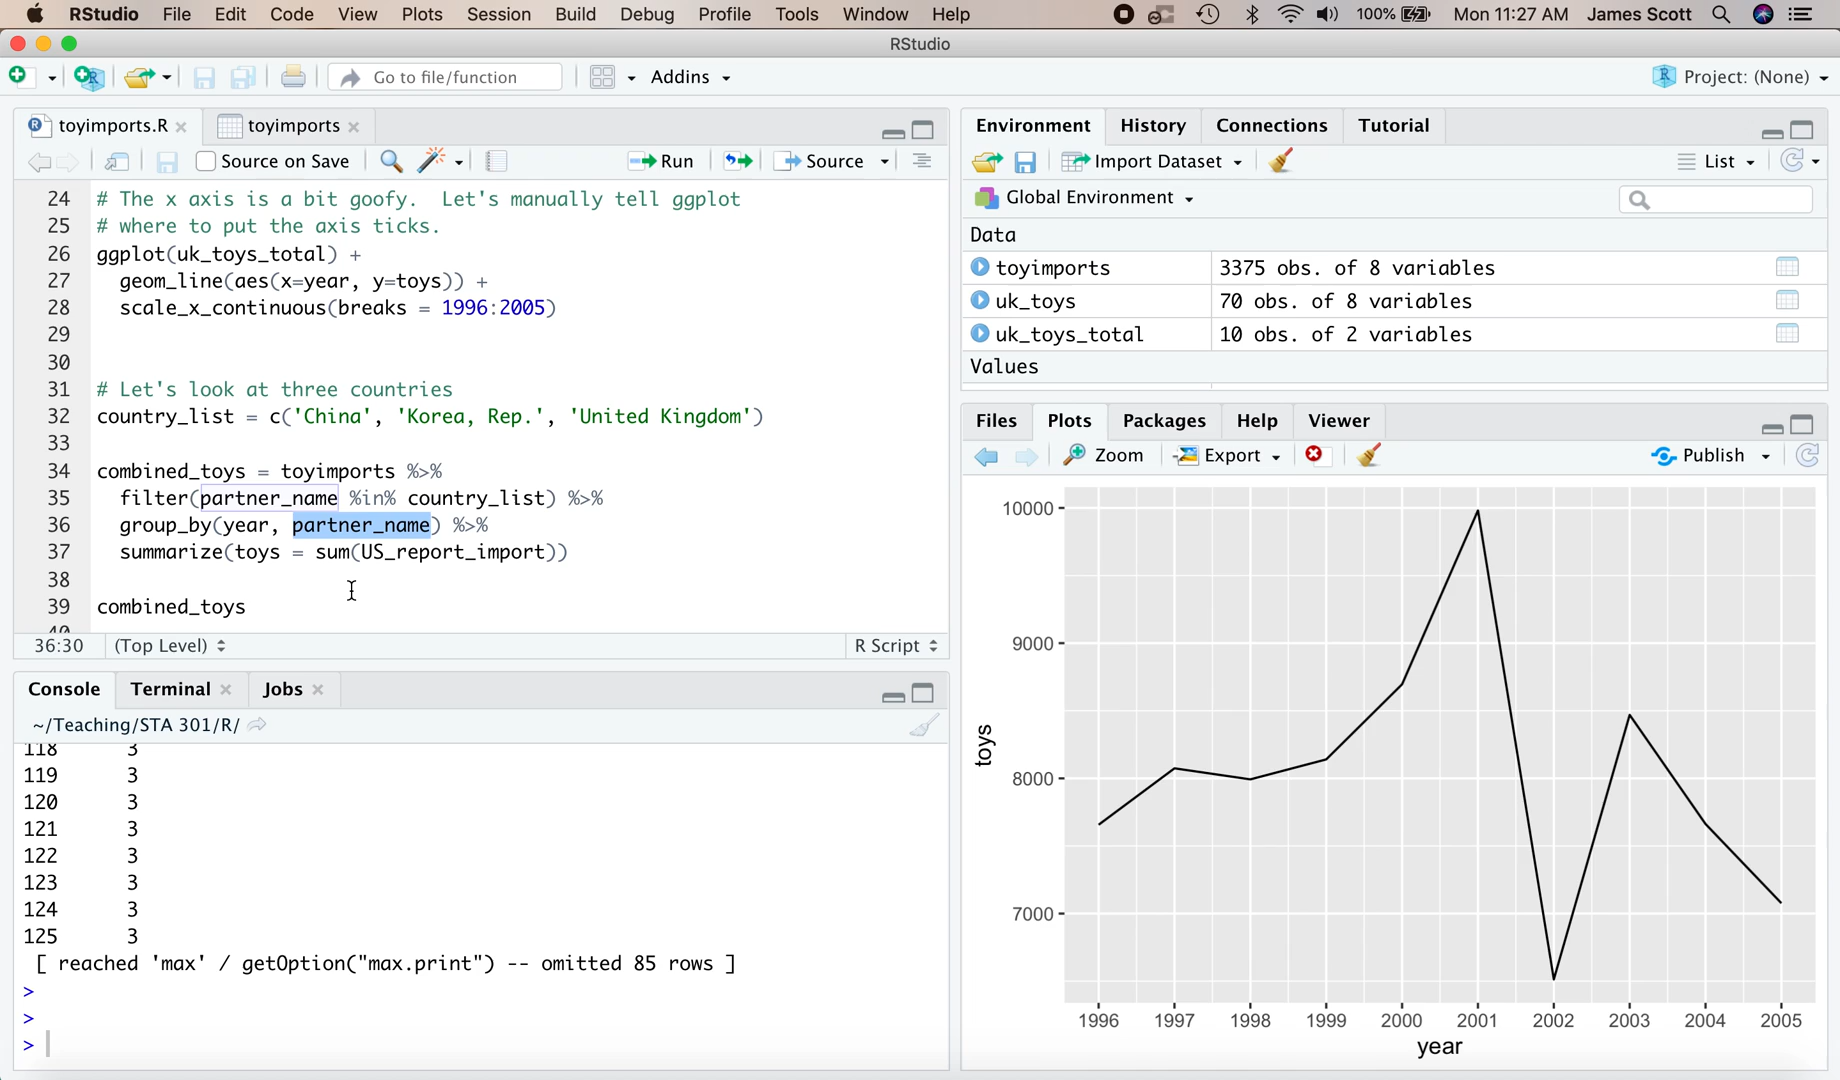 RStudio File Edit Code View Plots Session Build Debug Profile Tools Window Help 100% Mon 11:27 AM James Scott
RStudio
Go to file/function Addins Project: (None)
toyimports.R toyimports
Source on Save Run Source
24 # The x axis is a bit goofy.  Let's manually tell ggplot
25 # where to put the axis ticks.
26 ggplot(uk_toys_total) +
27   geom_line(aes(x=year, y=toys)) +
28   scale_x_continuous(breaks = 1996:2005)
29
30
31 # Let's look at three countries
32 country_list = c('China', 'Korea, Rep.', 'United Kingdom')
33
34 combined_toys = toyimports %>%
35   filter(partner_name %in% country_list) %>%
36   group_by(year, partner_name) %>%
37   summarize(toys = sum(US_report_import))
38
39 combined_toys
40
36:30 (Top Level) R Script
Console Terminal Jobs
~/Teaching/STA 301/R/
118 3
119 3
120 3
121 3
122 3
123 3
124 3
125 3
[ reached 'max' / getOption("max.print") -- omitted 85 rows ]
>
>
>
Environment History Connections Tutorial
Import Dataset List
Global Environment
Data
toyimports 3375 obs. of 8 variables
uk_toys 70 obs. of 8 variables
uk_toys_total 10 obs. of 2 variables
Values
Files Plots Packages Help Viewer
Zoom Export Publish
10000
9000
8000
7000
toys
1996 1997 1998 1999 2000 2001 2002 2003 2004 2005
year